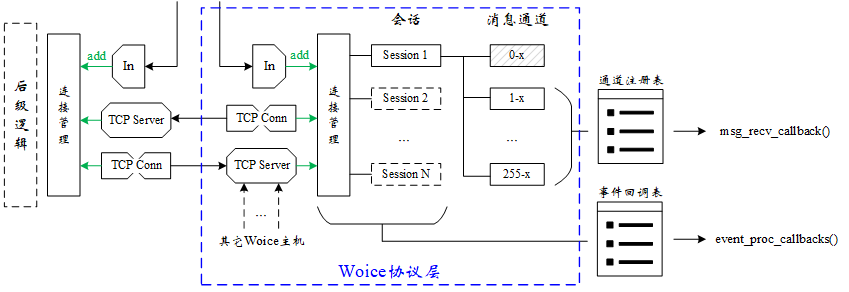 会话
消息通道
add
In
In
add
Session 1
0-x
后级逻辑
连接管理
TCP Server
TCP Conn
连接管理
Session 2
1-x
通道注册表
msg_recv_callback()
...
...
TCP Conn
TCP Server
Session N
255-x
...
其它Woice主机
事件回调表
event_proc_callbacks()
Woice协议层